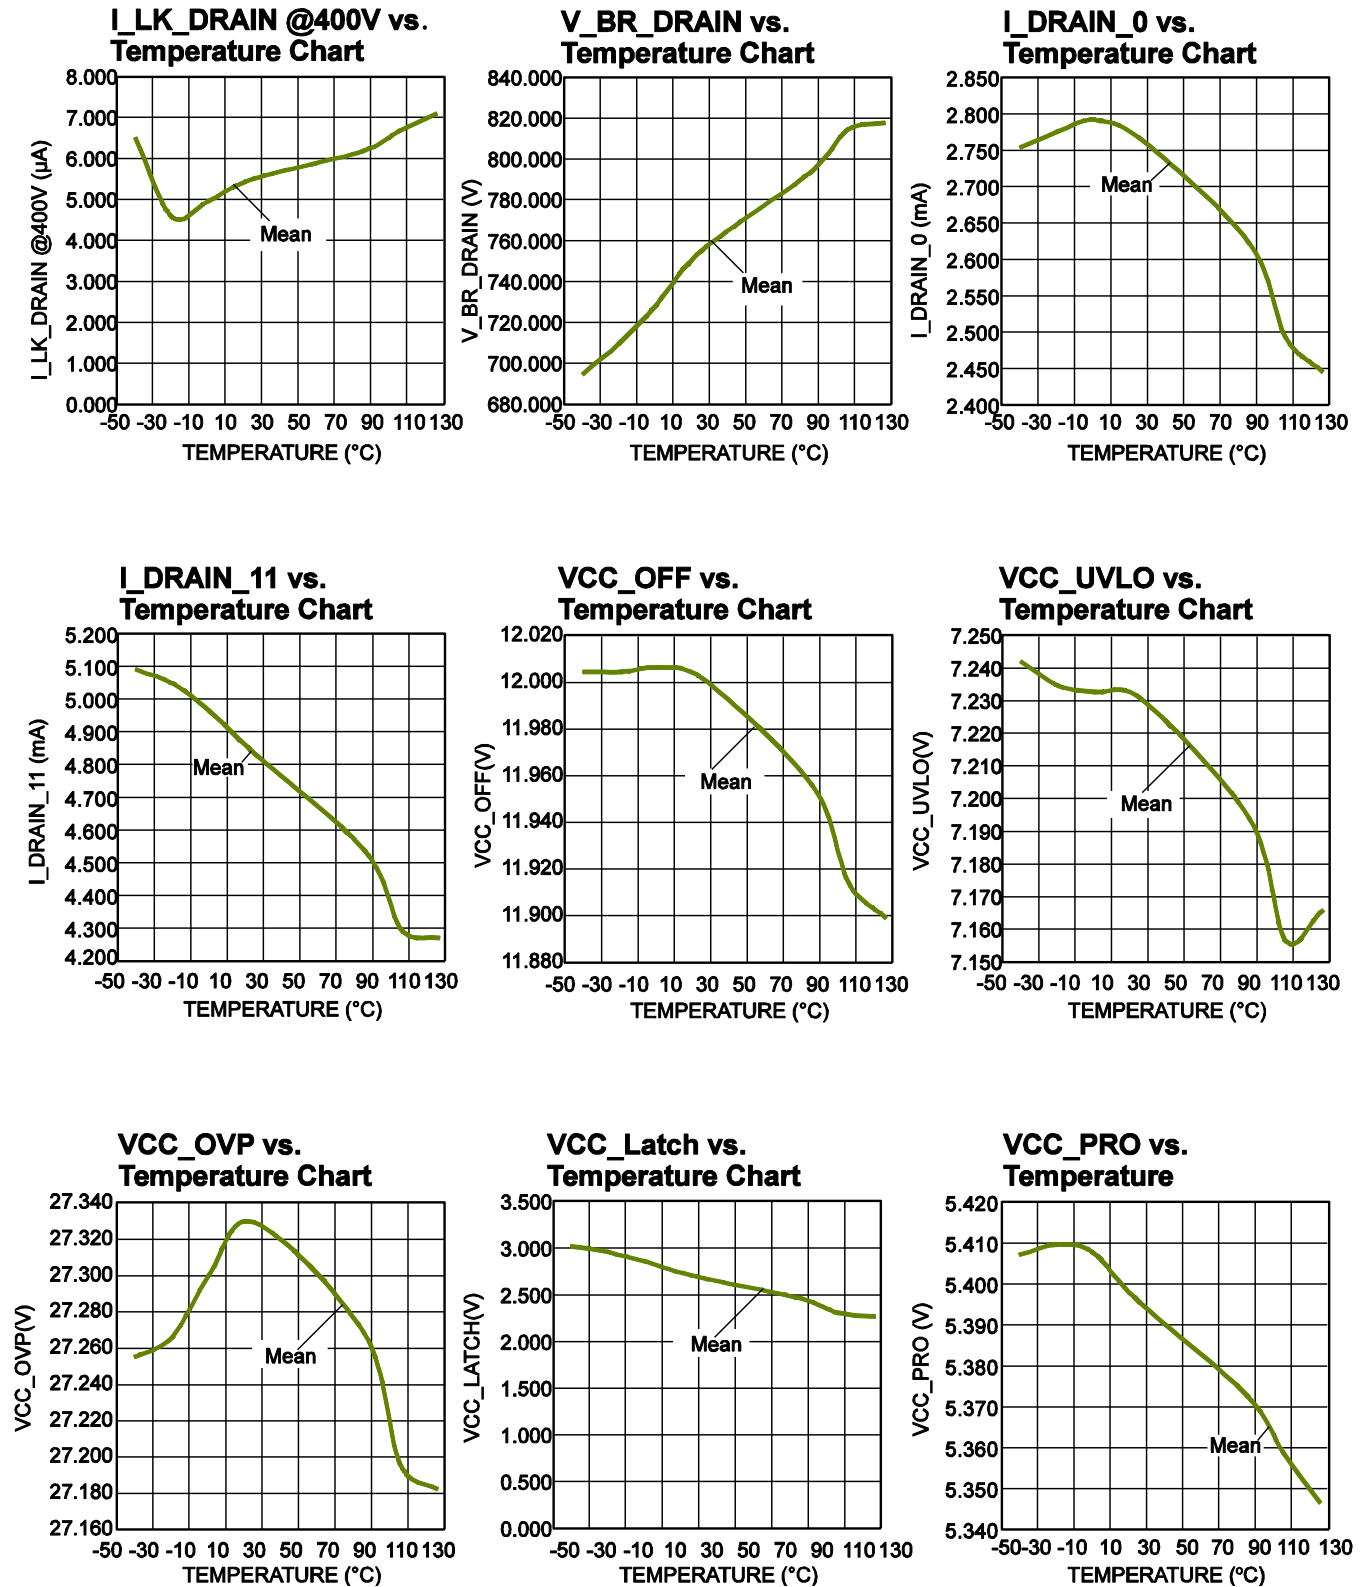 I_LK_DRAIN @400V vs.
Temperature Chart
8.000
7.000
6.000
5.000
4.000
3.000
2.000
1.000
0.000
I_LK_DRAIN @400V (µA)
Mean
-50 -30 -10 10 30 50 70 90 110 130
TEMPERATURE (°C)
V_BR_DRAIN vs.
Temperature Chart
840.000
820.000
800.000
780.000
760.000
740.000
720.000
700.000
680.000
V_BR_DRAIN (V)
Mean
-50 -30 -10 10 30 50 70 90 110 130
TEMPERATURE (°C)
I_DRAIN_0 vs.
Temperature Chart
2.850
2.800
2.750
2.700
2.650
2.600
2.550
2.500
2.450
2.400
I_DRAIN_0 (mA)
Mean
-50 -30 -10 10 30 50 70 90 110 130
TEMPERATURE (°C)
I_DRAIN_11 vs.
Temperature Chart
5.200
5.100
5.000
4.900
4.800
4.700
4.600
4.500
4.400
4.300
4.200
I_DRAIN_11 (mA)
Mean
-50 -30 -10 10 30 50 70 90 110 130
TEMPERATURE (°C)
VCC_OFF vs.
Temperature Chart
12.020
12.000
11.980
11.960
11.940
11.920
11.900
11.880
VCC_OFF(V)
Mean
-50 -30 -10 10 30 50 70 90 110 130
TEMPERATURE (°C)
VCC_UVLO vs.
Temperature Chart
7.250
7.240
7.230
7.220
7.210
7.200
7.190
7.180
7.170
7.160
7.150
VCC_UVLO(V)
Mean
-50 -30 -10 10 30 50 70 90 110 130
TEMPERATURE (°C)
VCC_OVP vs.
Temperature Chart
27.340
27.320
27.300
27.280
27.260
27.240
27.220
27.200
27.180
27.160
VCC_OVP(V)
Mean
-50 -30 -10 10 30 50 70 90 110 130
TEMPERATURE (°C)
VCC_Latch vs.
Temperature Chart
3.500
3.000
2.500
2.000
1.500
1.000
0.500
0.000
VCC_LATCH(V)
Mean
-50 -30 -10 10 30 50 70 90 110 130
TEMPERATURE (°C)
VCC_PRO vs.
Temperature
5.420
5.410
5.400
5.390
5.380
5.370
5.360
5.350
5.340
VCC_PRO (V)
Mean
-50-30 -10 10 30 50 70 90 110 130
TEMPERATURE (ºC)